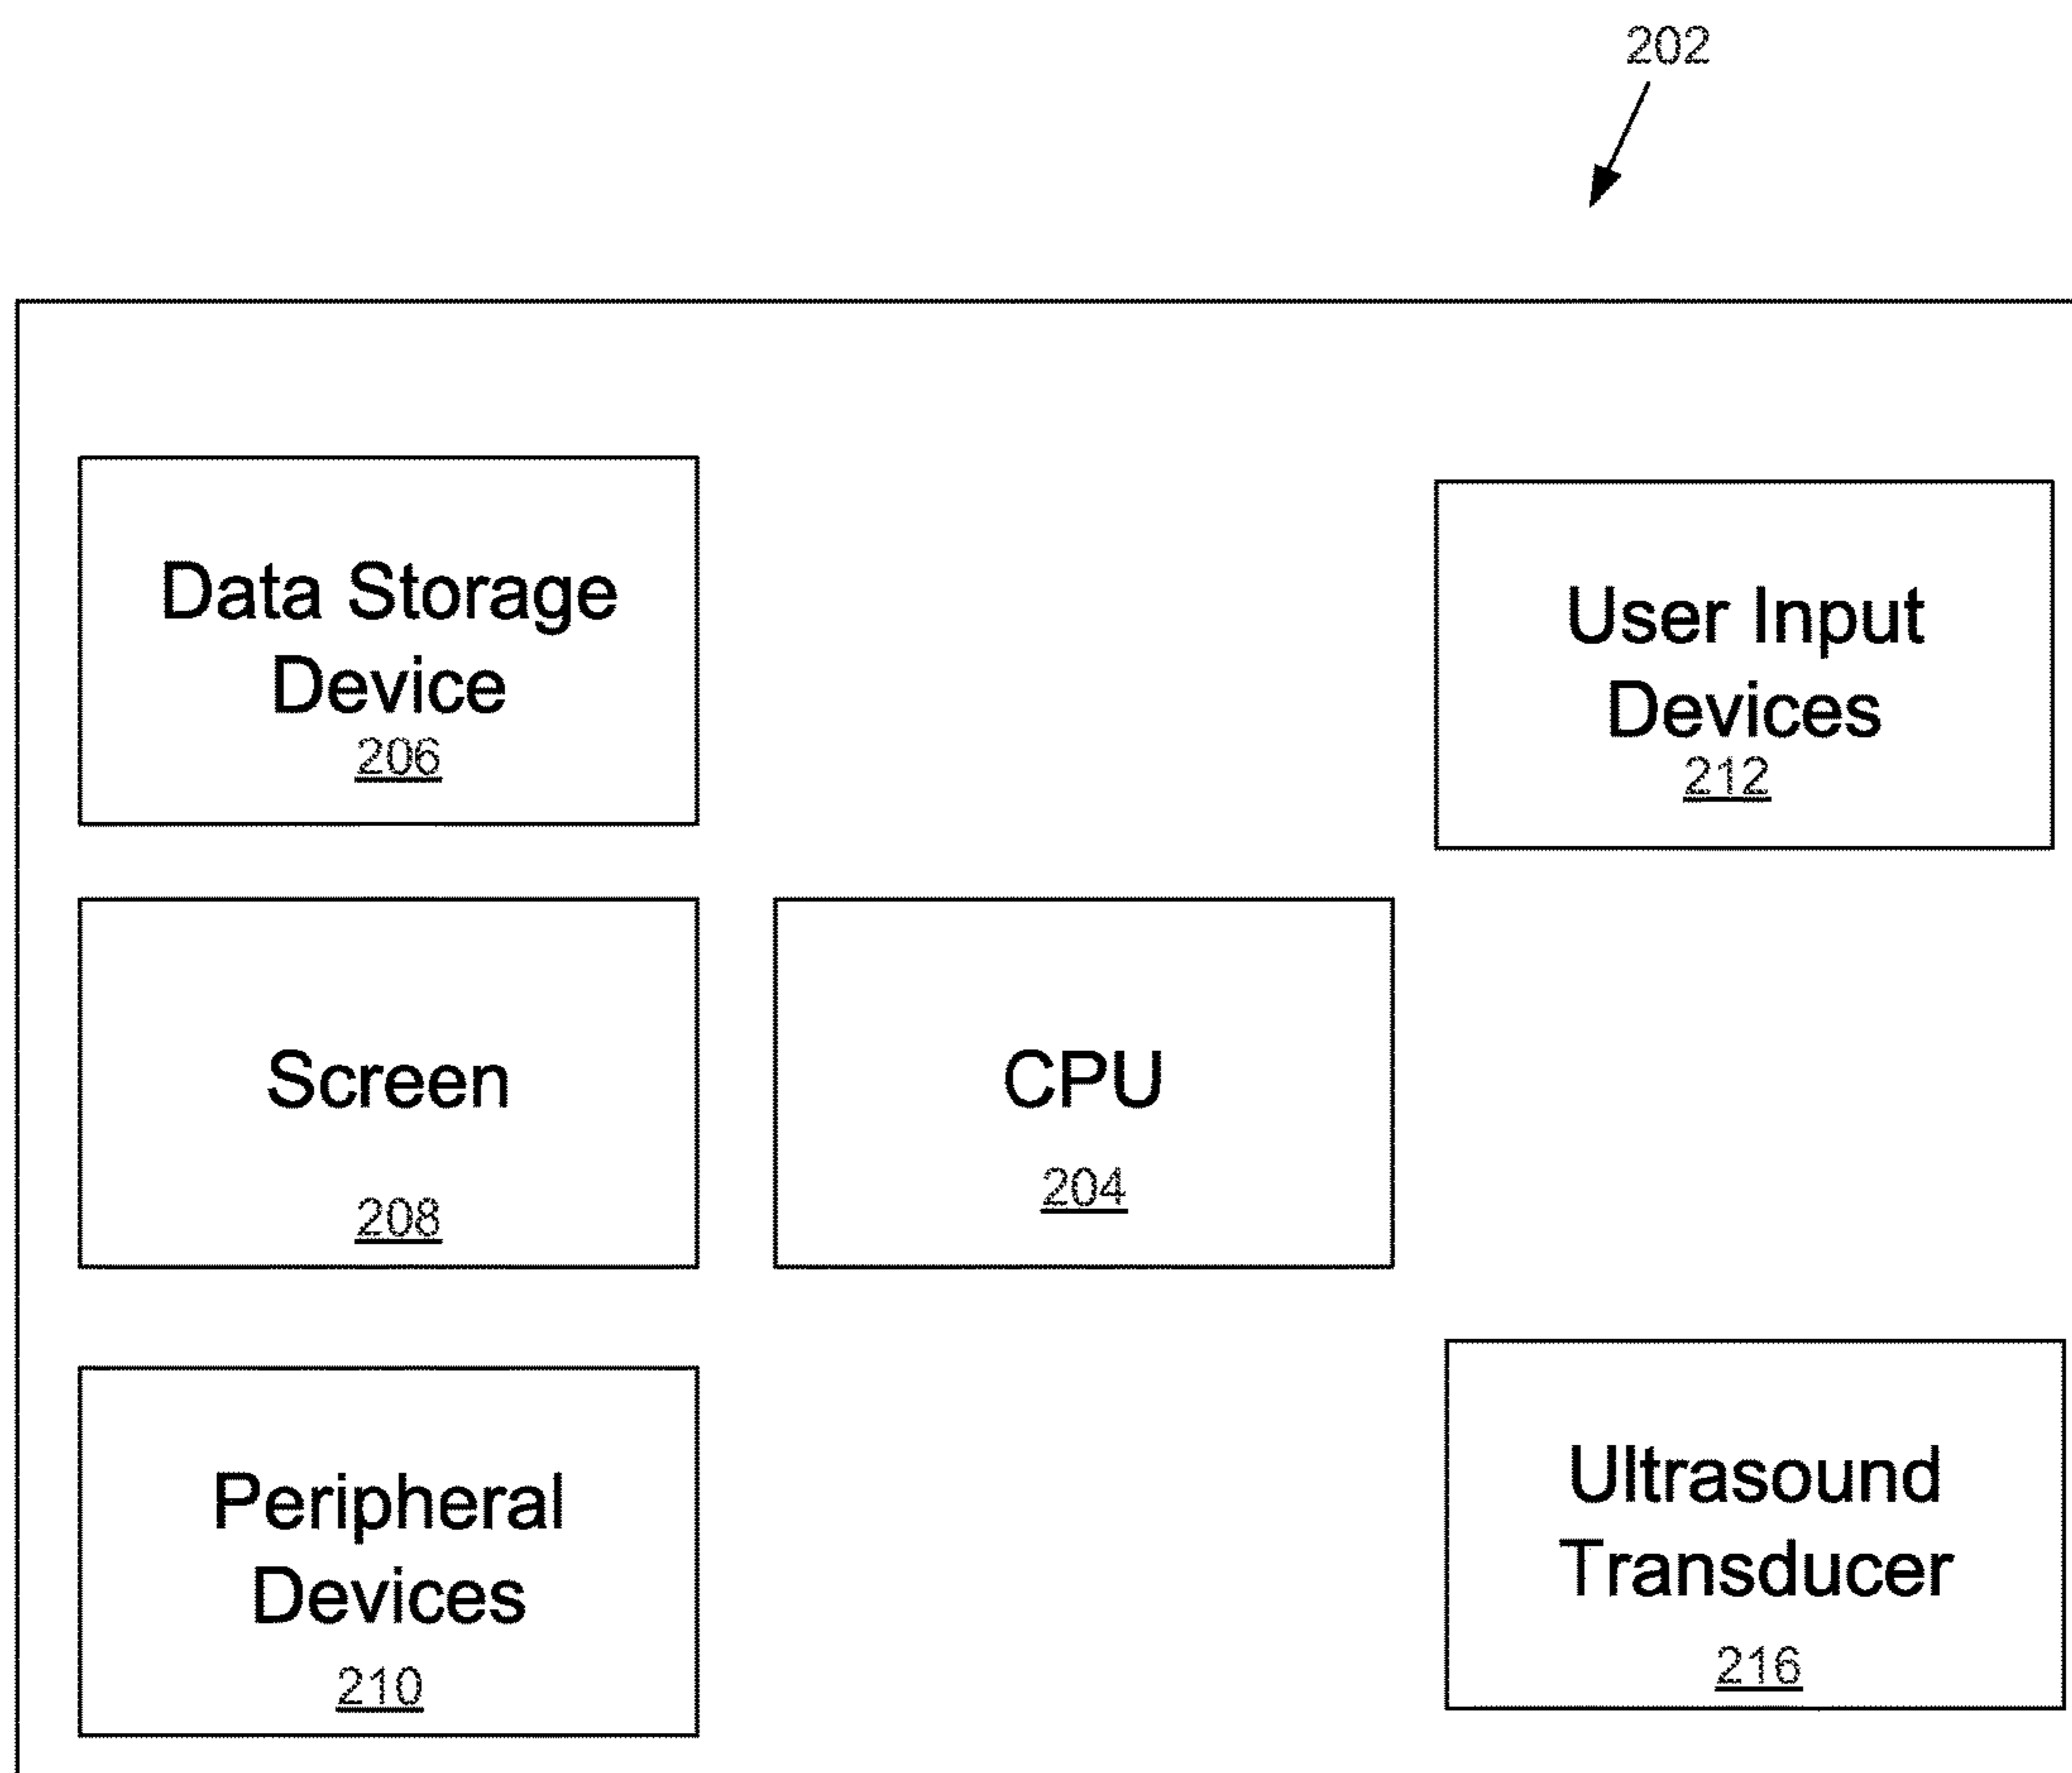 202
Data Storage
Device
206
User Input
Devices
212
Screen
208
CPU
204
Peripheral
Devices
210
Ultrasound
Transducer
216